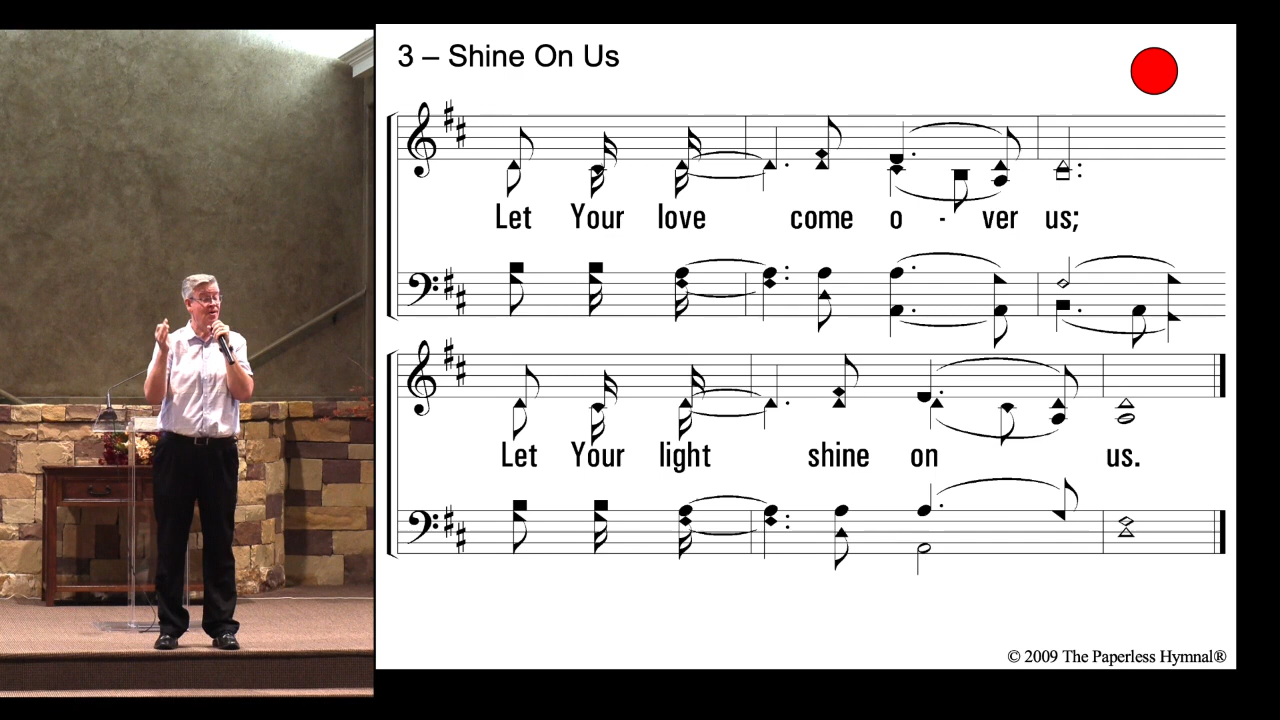 3 – Shine On Us
Let Your love come o - ver us;
Let Your light shine on us.
© 2009 The Paperless Hymnal®